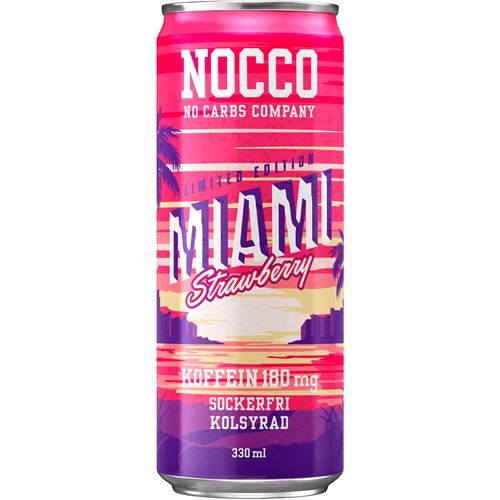 NOCCO
NO CARBS COMPANY
LIMITED EDITION
MIAMI
Strawberry
KOFFEIN 180 mg
SOCKERFRI
KOLSYRAD
330 ml